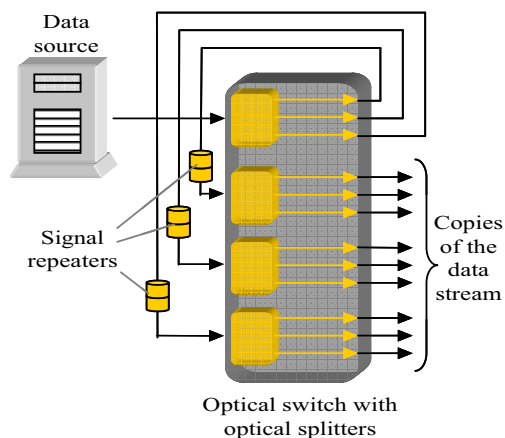 Data
source
Signal
repeaters
Copies
of the
data
stream
Optical switch with
optical splitters